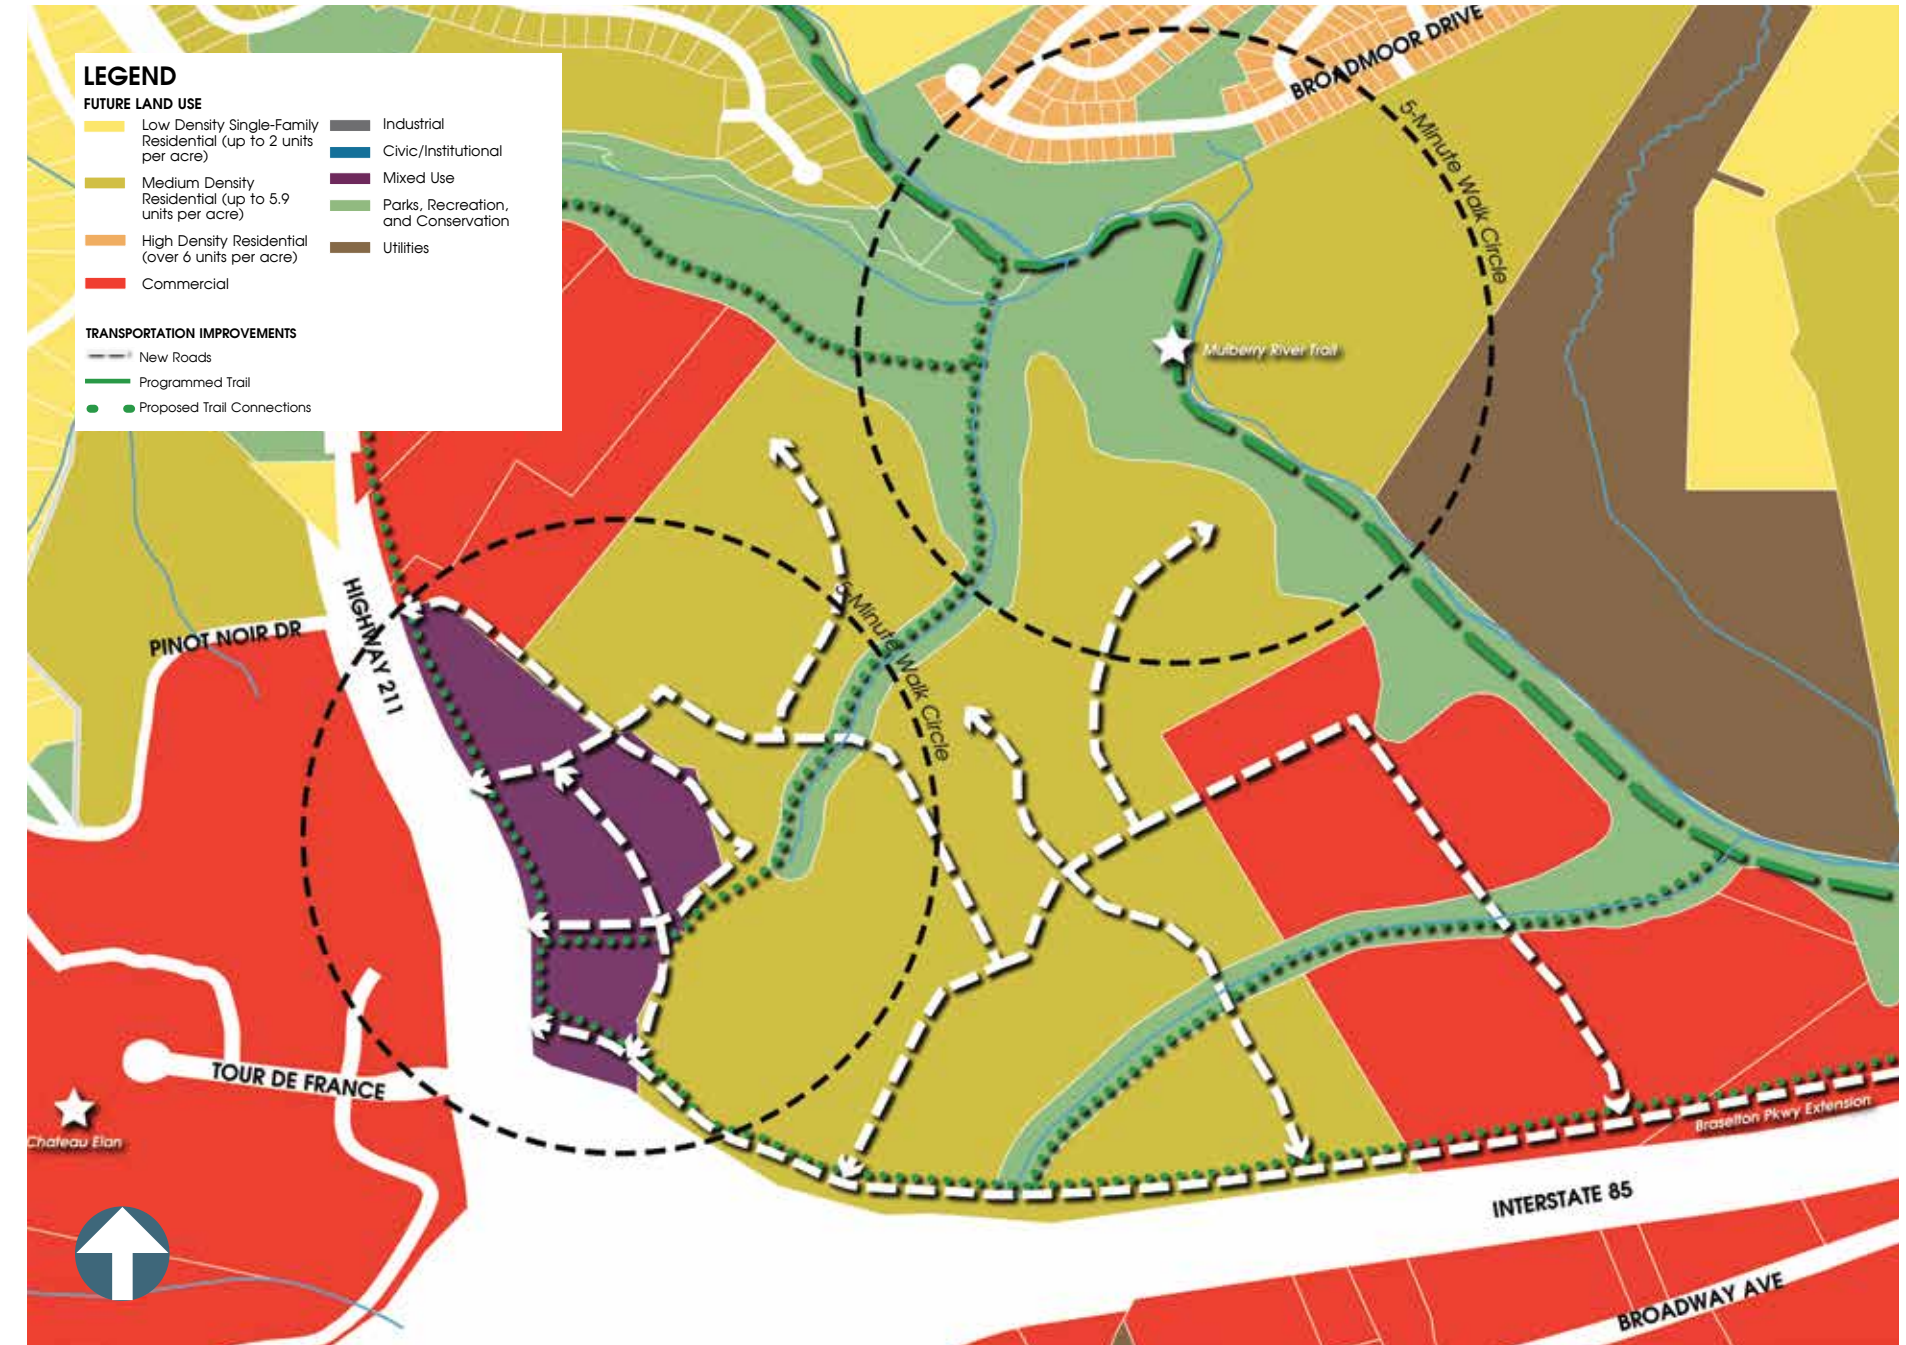 LEGEND
FUTURE LAND USE
Low Density Single-Family
Residential (up to 2 units
per acre)
Medium Density
Residential (up to 5.9
units per acre)
High Density Residential
(over 6 units per acre)
Commercial
Industrial
Civic/Institutional
Mixed Use
Parks, Recreation,
and Conservation
Utilities
TRANSPORTATION IMPROVEMENTS
New Roads
Programmed Trail
Proposed Trail Connections
BROADMOOR DRIVE
5-Minute Walk Circle
Mulberry River Trail
HIGHWAY 211
PINOT NOIR DR
5-Minute Walk Circle
TOUR DE FRANCE
Chateau Elan
Braselton Pkwy Extension
INTERSTATE 85
BROADWAY AVE